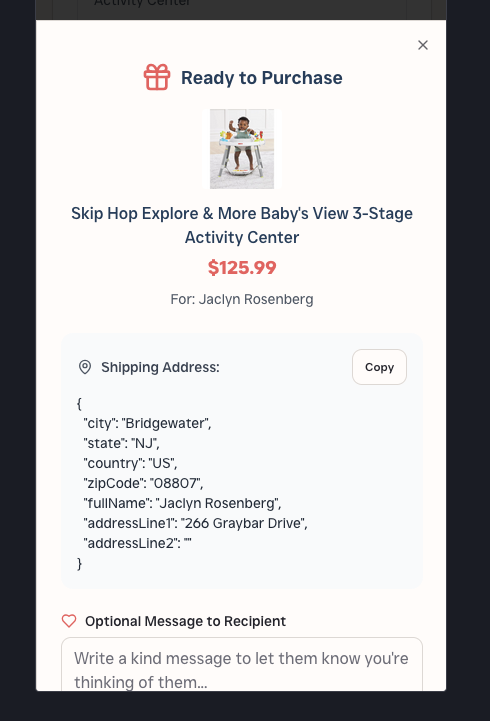 Activity Center
Ready to Purchase
Skip Hop Explore & More Baby's View 3-Stage
Activity Center
$125.99
For: Jaclyn Rosenberg
Shipping Address:
Copy
{
"city": "Bridgewater",
"state": "NJ",
"country": "US",
"zipCode": "08807",
"fullName": "Jaclyn Rosenberg",
"addressLine1": "266 Graybar Drive",
"addressLine2": ""
}
Optional Message to Recipient
Write a kind message to let them know you're
thinking of them...